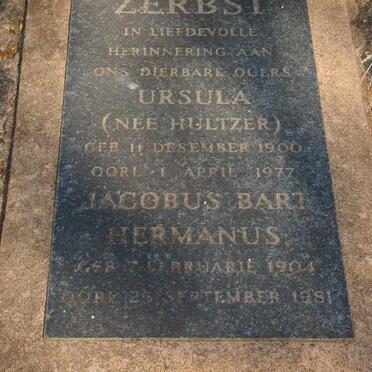 ZERBST
IN LIEFDEVOLLE
HERINNERING AAN
ONS DIERBARE OUERS
URSULA
(NEE HULTZER)
GEB 11 DESEMBER 1900
OORL 1 APRIL 1977
JACOBUS BART
HERMANUS
GEB 7 FEBRUARIE 1904
OORL 25 SEPTEMBER 1981